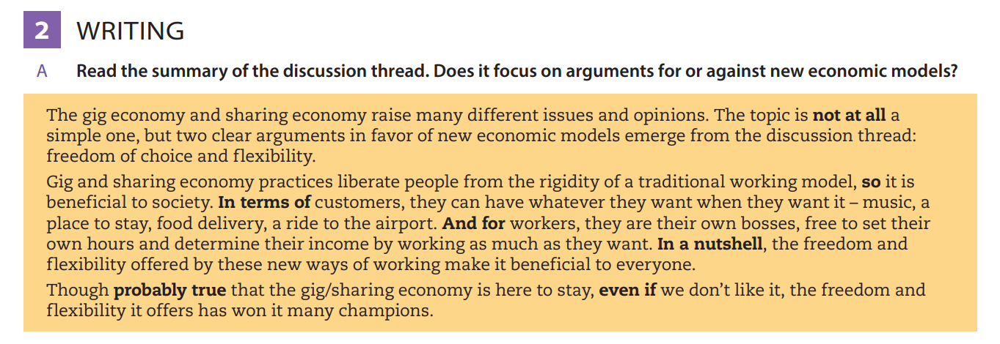 2 WRITING
A Read the summary of the discussion thread. Does it focus on arguments for or against new economic models?
The gig economy and sharing economy raise many different issues and opinions. The topic is not at all a
simple one, but two clear arguments in favor of new economic models emerge from the discussion thread:
freedom of choice and flexibility.
Gig and sharing economy practices liberate people from the rigidity of a traditional working model, so it is
beneficial to society. In terms of customers, they can have whatever they want when they want it – music, a
place to stay, food delivery, a ride to the airport. And for workers, they are their own bosses, free to set their
own hours and determine their income by working as much as they want. In a nutshell, the freedom and
flexibility offered by these new ways of working make it beneficial to everyone.
Though probably true that the gig/sharing economy is here to stay, even if we don’t like it, the freedom and
flexibility it offers has won it many champions.